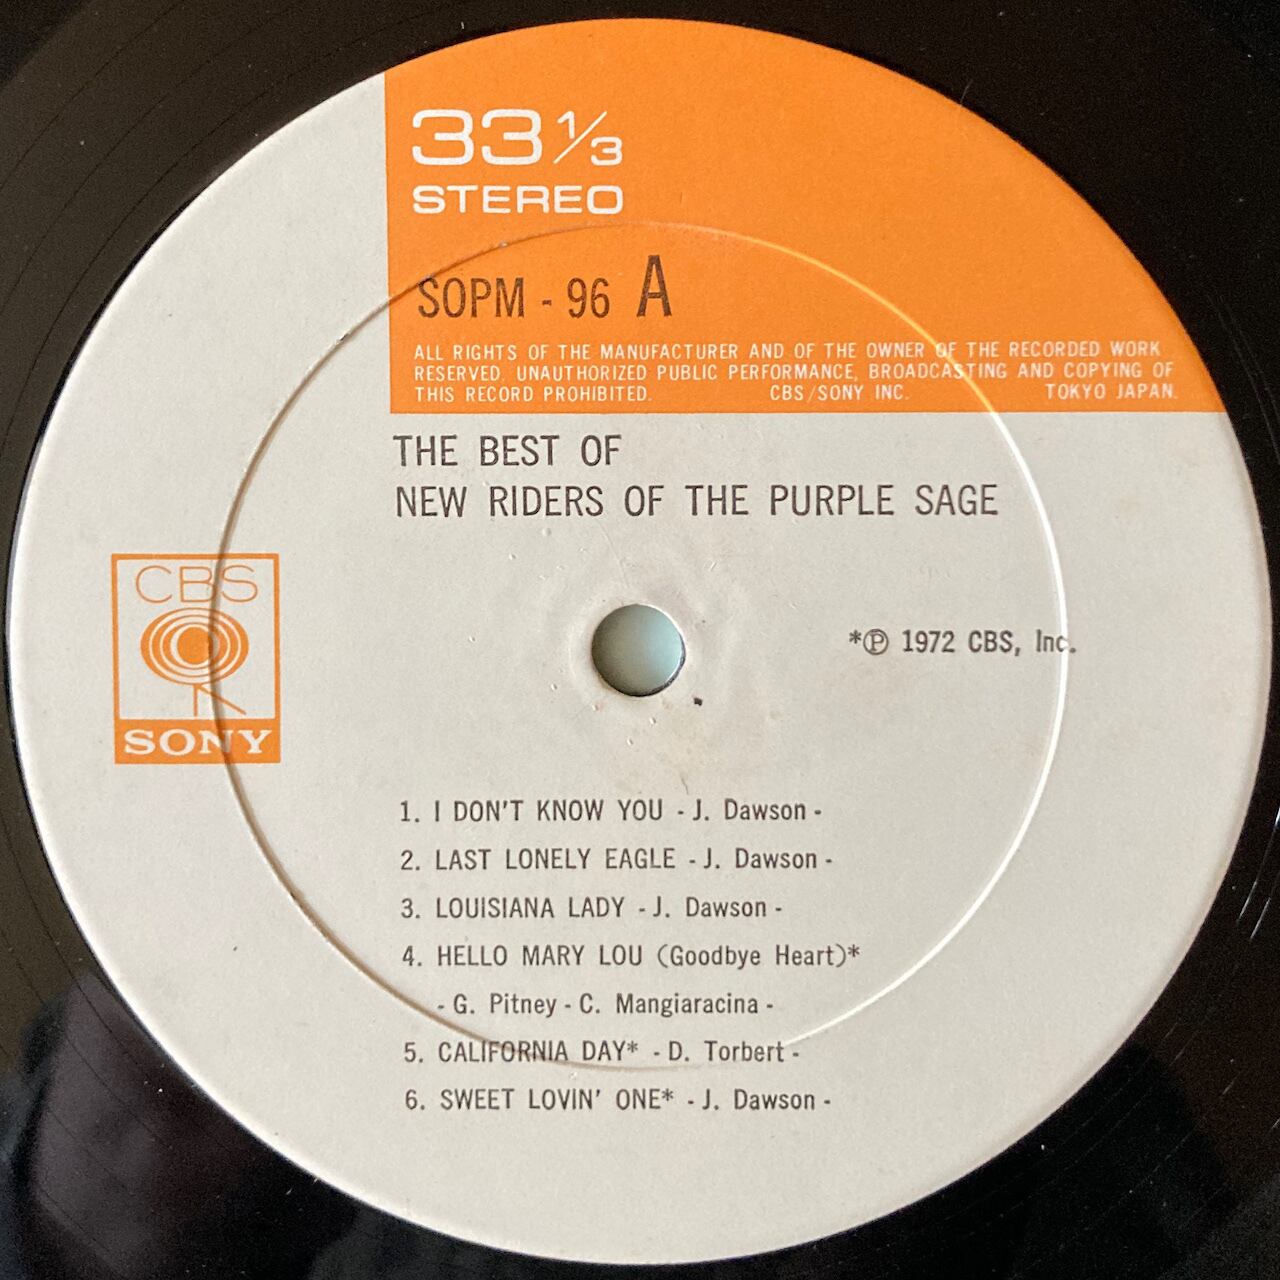 33 1/3
STEREO
SOPM - 96 A
ALL RIGHTS OF THE MANUFACTURER AND OF THE OWNER OF THE RECORDED WORK
RESERVED. UNAUTHORIZED PUBLIC PERFORMANCE, BROADCASTING AND COPYING OF
THIS RECORD PROHIBITED. CBS/SONY INC. TOKYO JAPAN.
THE BEST OF
NEW RIDERS OF THE PURPLE SAGE
CBS
SONY
*℗ 1972 CBS, Inc.
1. I DON'T KNOW YOU - J. Dawson -
2. LAST LONELY EAGLE - J. Dawson -
3. LOUISIANA LADY - J. Dawson -
4. HELLO MARY LOU (Goodbye Heart)*
- G. Pitney - C. Mangiaracina -
5. CALIFORNIA DAY* - D. Torbert -
6. SWEET LOVIN' ONE* - J. Dawson -